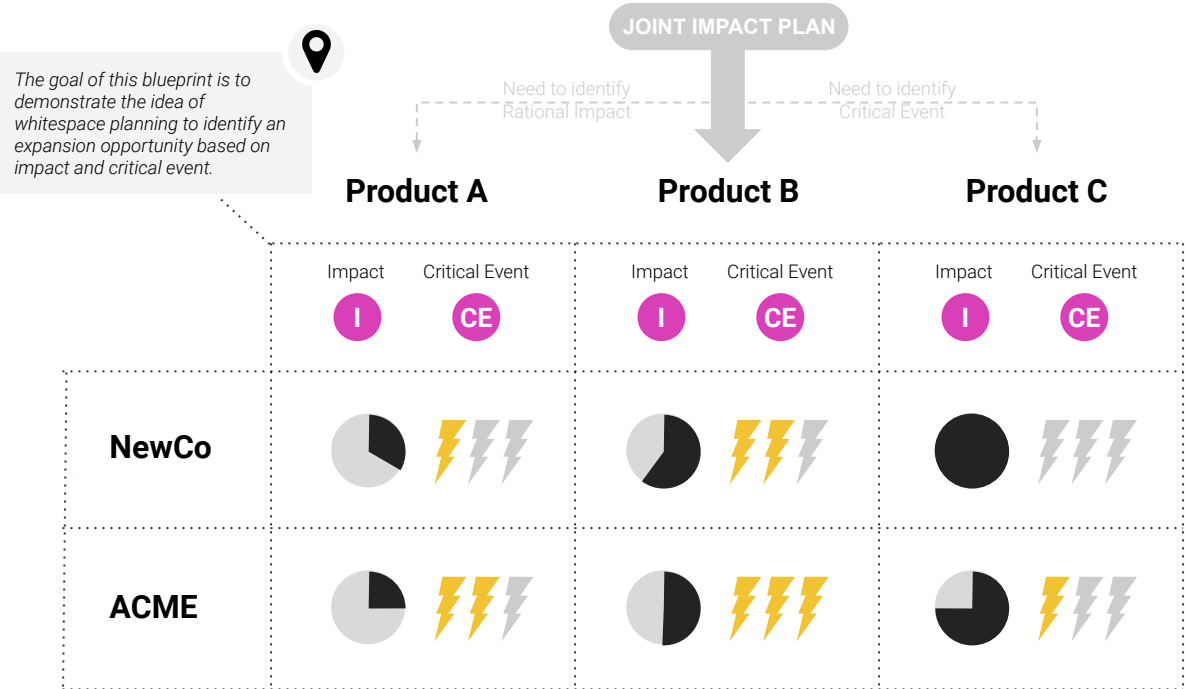 JOINT IMPACT PLAN
The goal of this blueprint is to
demonstrate the idea of
whitespace planning to identify an
expansion opportunity based on
impact and critical event.
Need to identify
Rational Impact
Need to identify
Critical Event
Product A
Product B
Product C
Impact
Critical Event
Impact
Critical Event
Impact
Critical Event
I
CE
I
CE
I
CE
NewCo
ACME